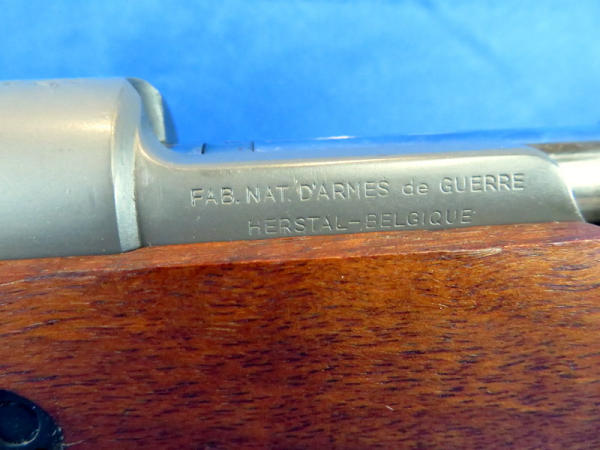 FAB. NAT. D'ARMES de GUERRE
HERSTAL-BELGIQUE